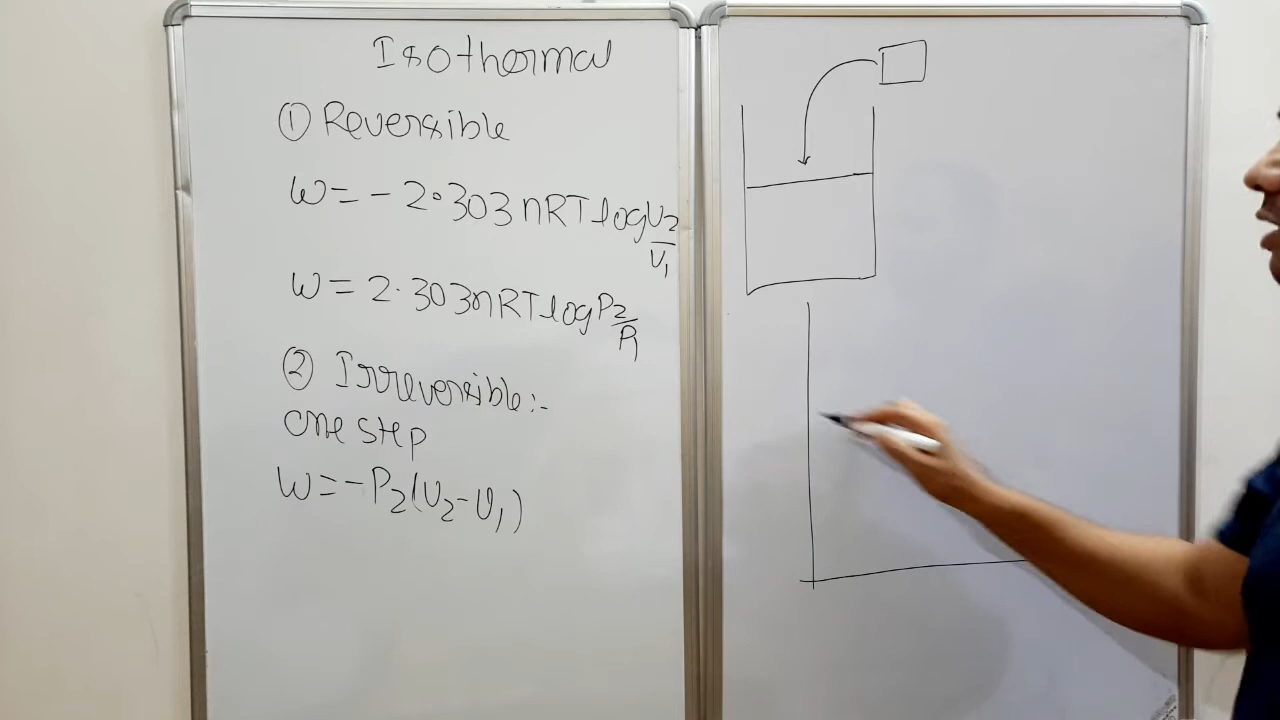 Isothermal
① Reversible
W = - 2.303 nRT log V2/V1
W = 2.303 nRT log P2/P1
② Irreversible:-
one step
W = -P2(V2-V1)